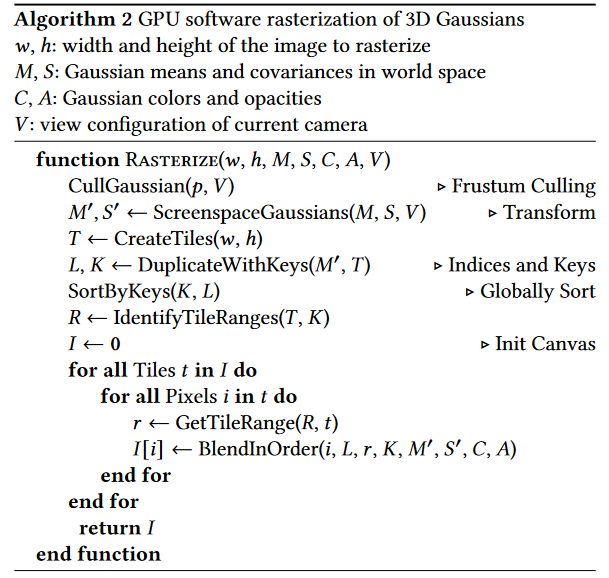 Algorithm 2 GPU software rasterization of 3D Gaussians
w, h: width and height of the image to rasterize
M, S: Gaussian means and covariances in world space
C, A: Gaussian colors and opacities
V: view configuration of current camera
function Rasterize(w, h, M, S, C, A, V)
CullGaussian(p, V) ▹ Frustum Culling
M′, S′ ← ScreenspaceGaussians(M, S, V) ▹ Transform
T ← CreateTiles(w, h)
L, K ← DuplicateWithKeys(M′, T) ▹ Indices and Keys
SortByKeys(K, L) ▹ Globally Sort
R ← IdentifyTileRanges(T, K)
I ← 0 ▹ Init Canvas
for all Tiles t in I do
for all Pixels i in t do
r ← GetTileRange(R, t)
I[i] ← BlendInOrder(i, L, r, K, M′, S′, C, A)
end for
end for
return I
end function